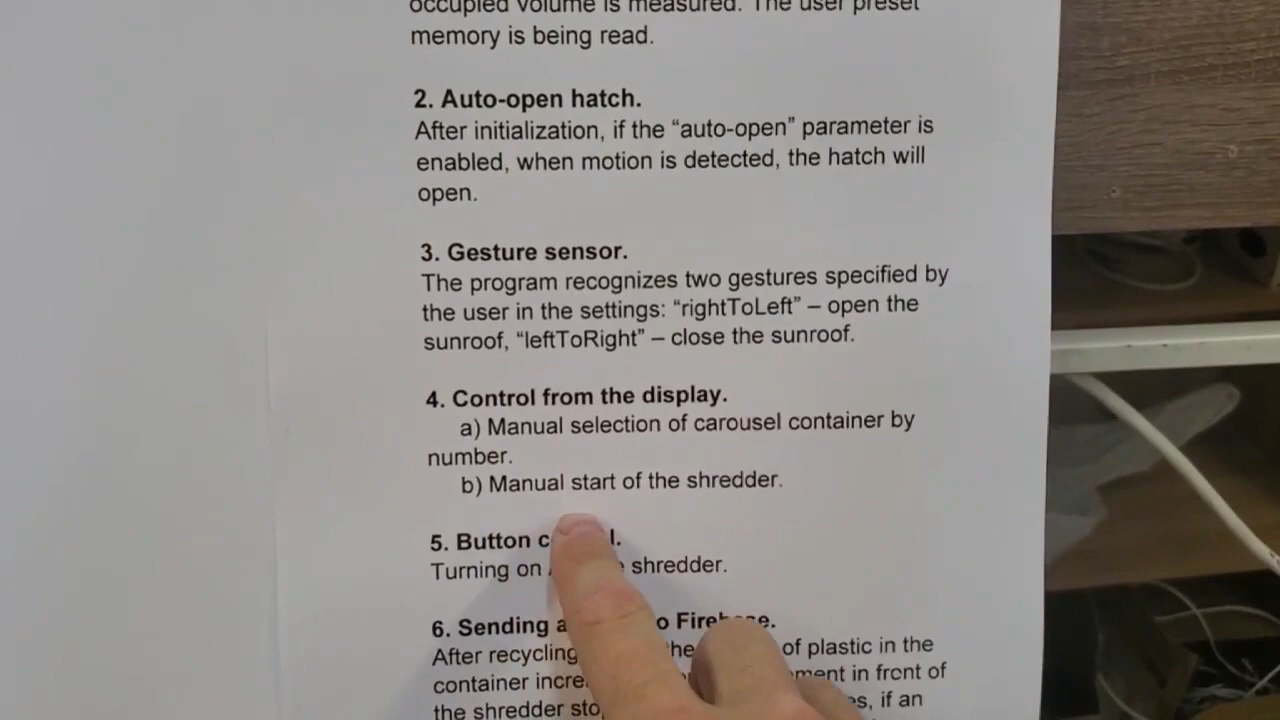 occupied volume is measured. The user preset
memory is being read.
2. Auto-open hatch.
After initialization, if the “auto-open” parameter is
enabled, when motion is detected, the hatch will
open.
3. Gesture sensor.
The program recognizes two gestures specified by
the user in the settings: “rightToLeft” – open the
sunroof, “leftToRight” – close the sunroof.
4. Control from the display.
a) Manual selection of carousel container by
number.
b) Manual start of the shredder.
5. Button
Turning on shredder.
6. Sending
After recycling of plastic in the
container in front of
the shredder if an